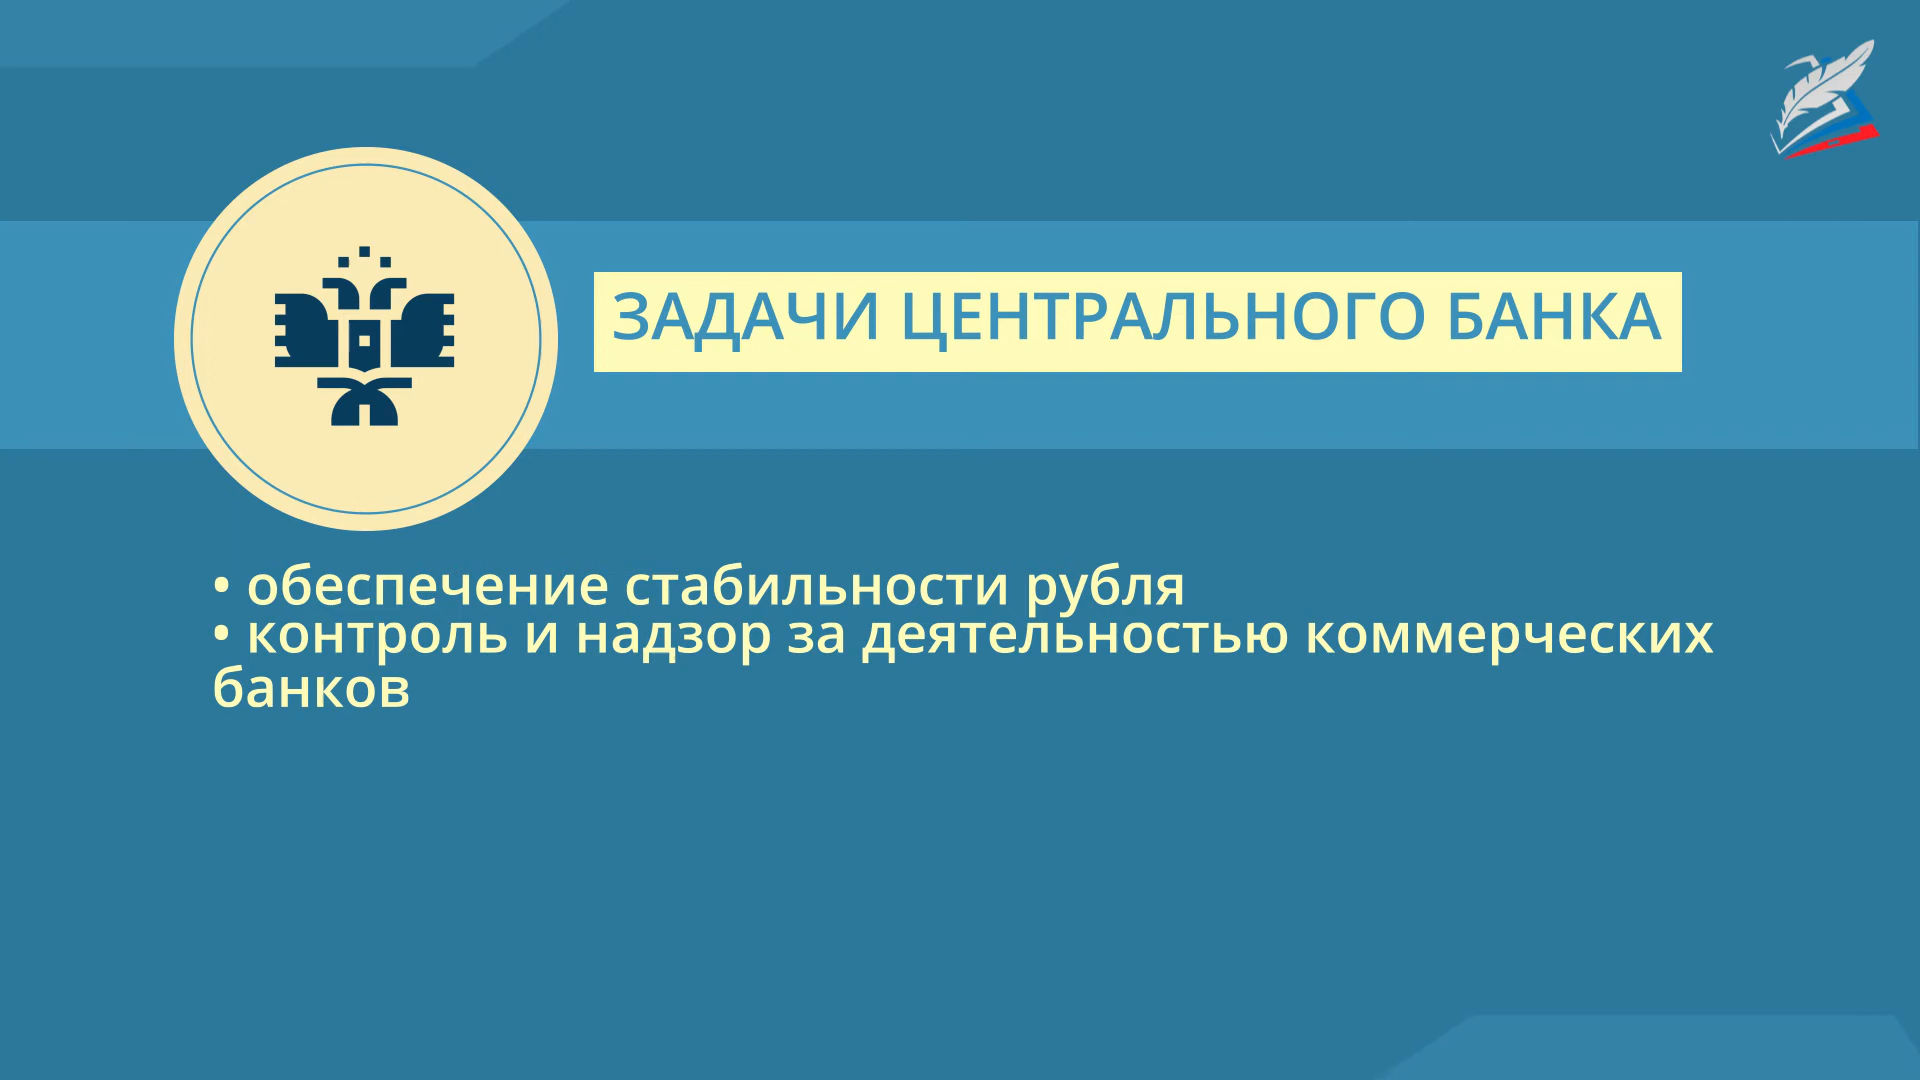 ЗАДАЧИ ЦЕНТРАЛЬНОГО БАНКА
• обеспечение стабильности рубля
• контроль и надзор за деятельностью коммерческих
банков